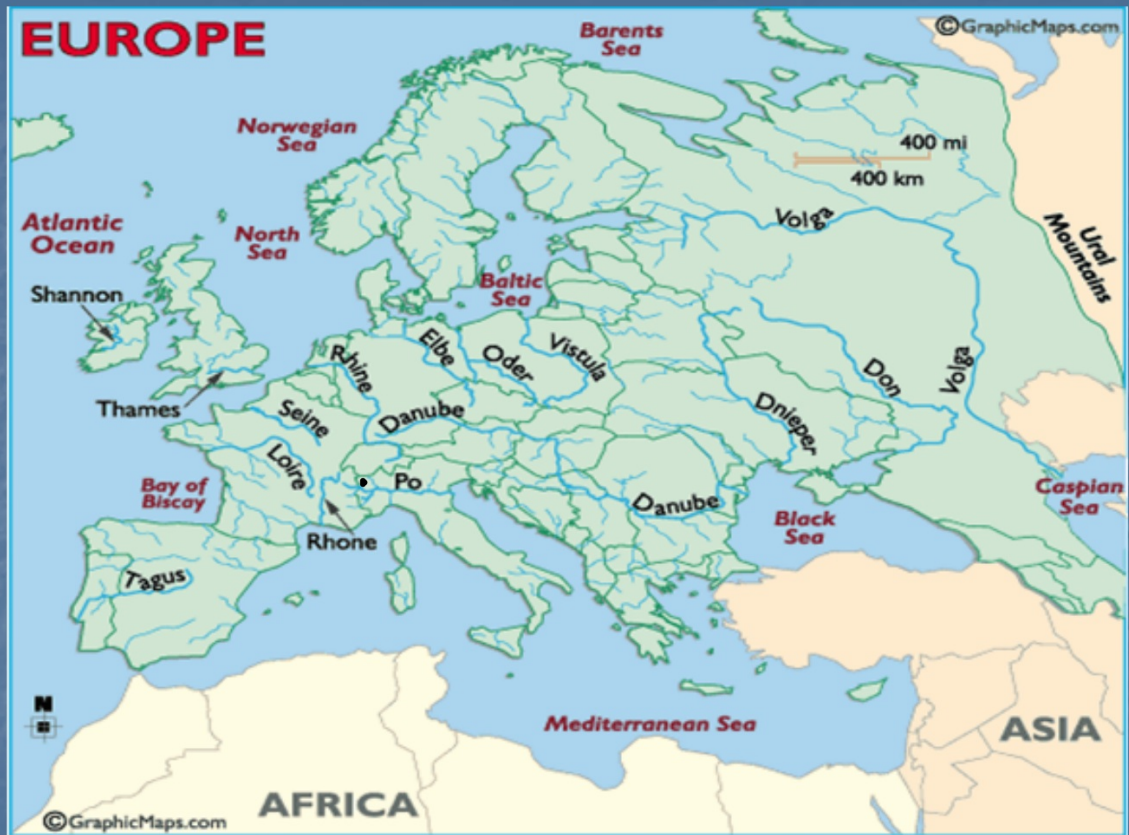 EUROPE
©GraphicMaps.com
Barents
Sea
Norwegian
Sea
400 mi
400 km
Atlantic
Ocean
North
Sea
Volga
Ural
Mountains
Baltic
Sea
Shannon
Thames
Rhine
Elbe
Oder
Vistula
Don
Volga
Seine
Danube
Dnieper
Loire
Po
Bay of
Biscay
Rhone
Danube
Black
Sea
Caspian
Sea
Tagus
N
Mediterranean Sea
ASIA
AFRICA
©GraphicMaps.com